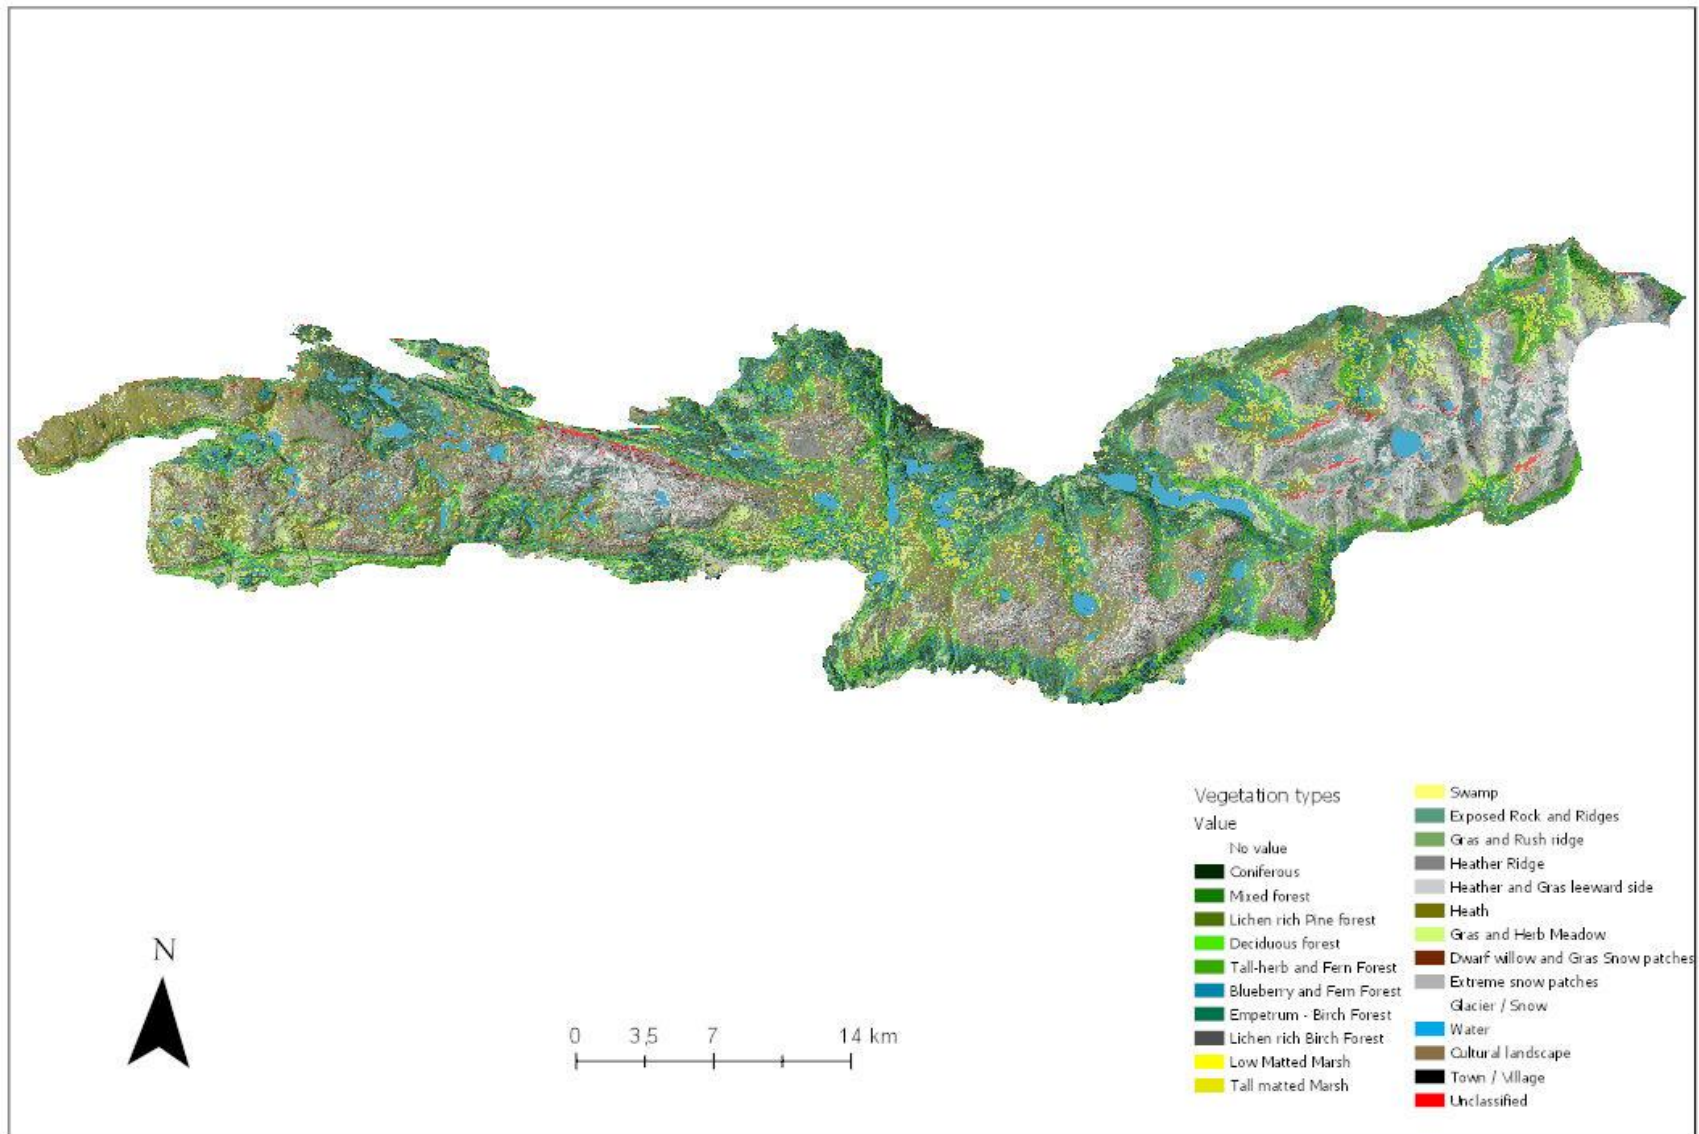 Vegetation types
Value
No value
Coniferous
Mixed forest
Lichen rich Pine forest
Deciduous forest
Tall-herb and Fern Forest
Blueberry and Fern Forest
Empetrum - Birch Forest
Lichen rich Birch Forest
Low Matted Marsh
Tall matted Marsh
Swamp
Exposed Rock and Ridges
Gras and Rush ridge
Heather Ridge
Heather and Gras leeward side
Heath
Gras and Herb Meadow
Dwarf willow and Gras Snow patches
Extreme snow patches
Glacier / Snow
Water
Cultural landscape
Town / Village
Unclassified
N
0 3,5 7 14 km